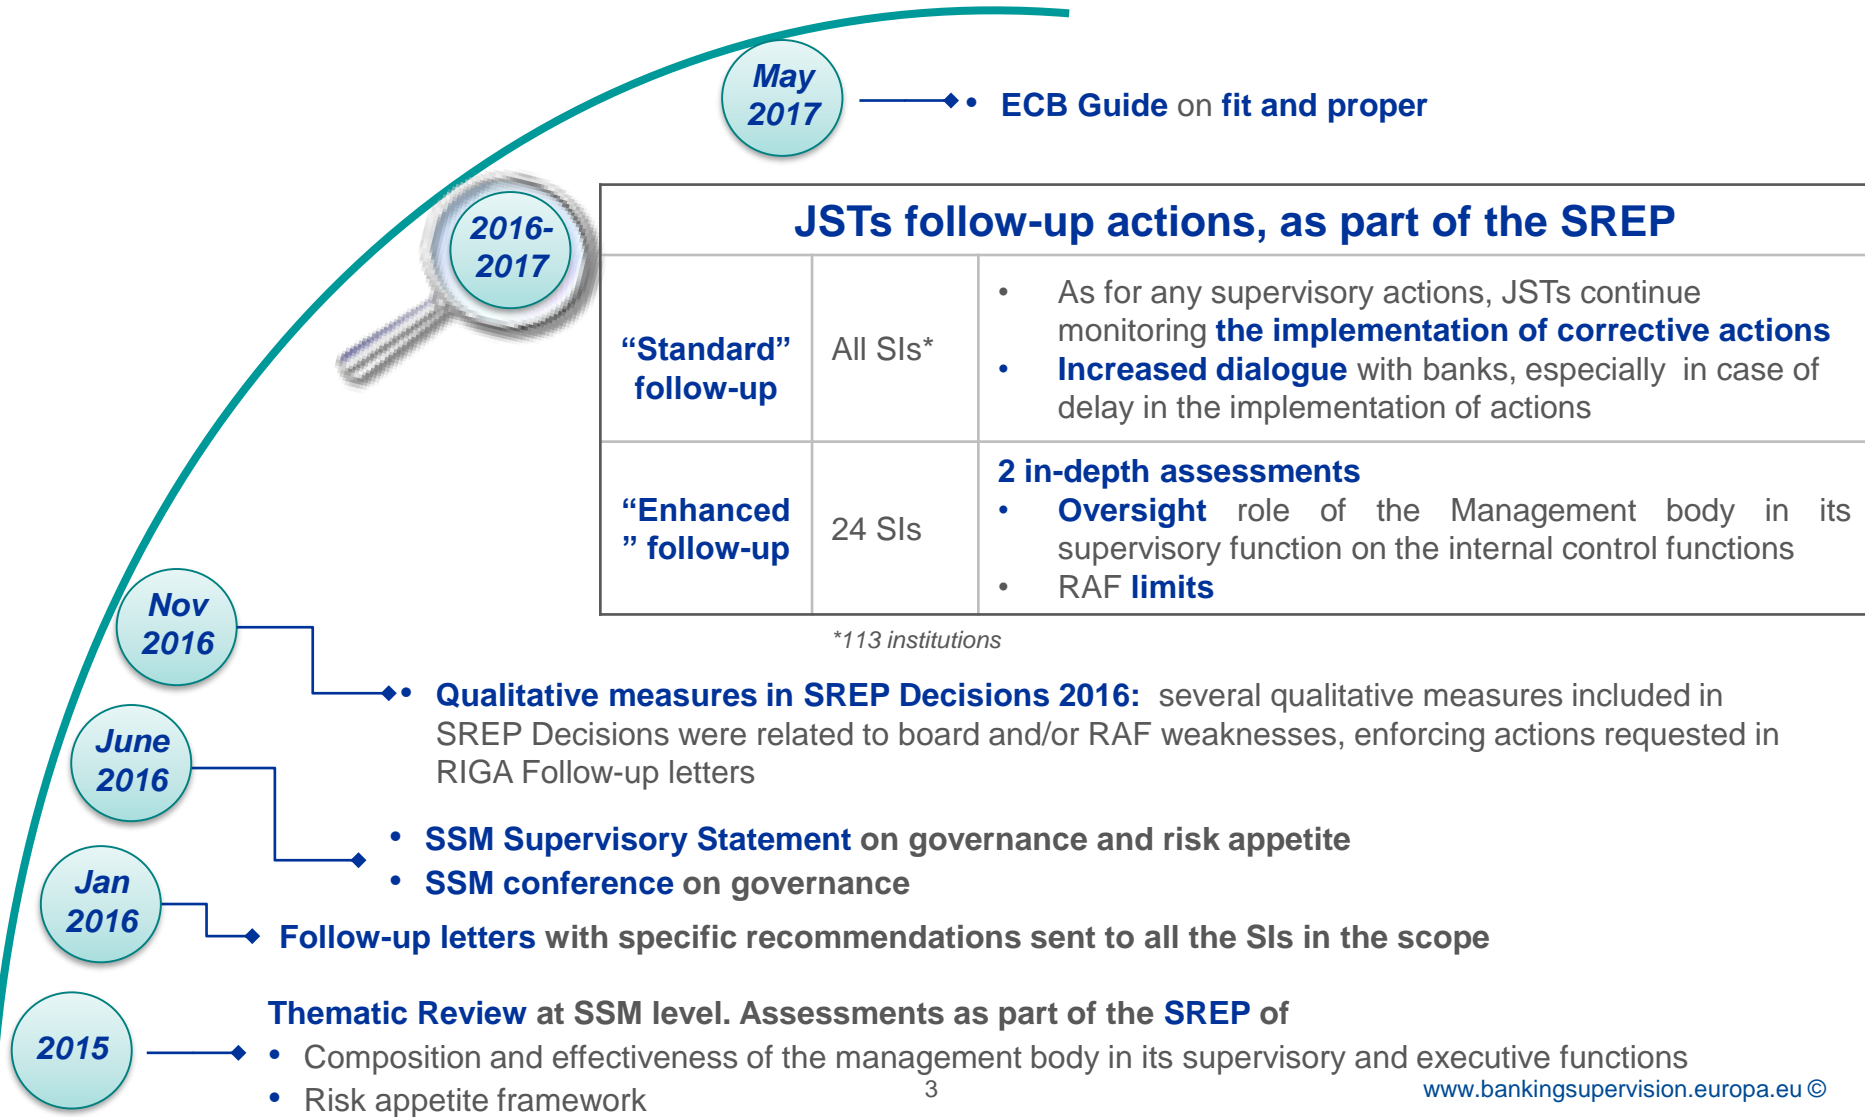 May
2017
• ECB Guide on fit and proper
2016-
2017
JSTs follow-up actions, as part of the SREP
“Standard”
follow-up
All SIs*
• As for any supervisory actions, JSTs continue
monitoring the implementation of corrective actions
• Increased dialogue with banks, especially in case of
delay in the implementation of actions
“Enhanced
” follow-up
24 SIs
2 in-depth assessments
• Oversight role of the Management body in its
supervisory function on the internal control functions
• RAF limits
*113 institutions
Nov
2016
• Qualitative measures in SREP Decisions 2016: several qualitative measures included in
SREP Decisions were related to board and/or RAF weaknesses, enforcing actions requested in
RIGA Follow-up letters
June
2016
• SSM Supervisory Statement on governance and risk appetite
• SSM conference on governance
Jan
2016
Follow-up letters with specific recommendations sent to all the SIs in the scope
2015
Thematic Review at SSM level. Assessments as part of the SREP of
• Composition and effectiveness of the management body in its supervisory and executive functions
• Risk appetite framework
3
www.bankingsupervision.europa.eu ©